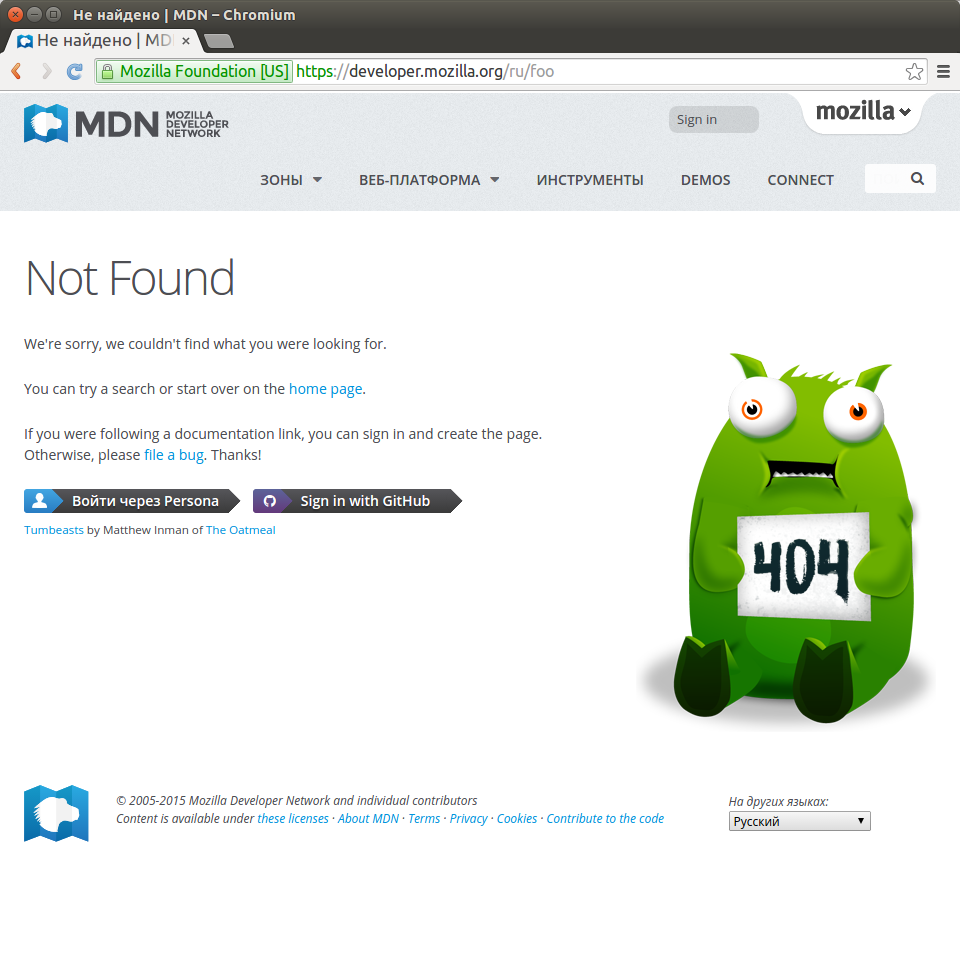 Не найдено | MDN – Chromium
Не найдено | MD
Mozilla Foundation [US] https://developer.mozilla.org/ru/foo
MDN MOZILLA
DEVELOPER
NETWORK
Sign in
mozilla
ЗОНЫ ВЕБ-ПЛАТФОРМА ИНСТРУМЕНТЫ DEMOS CONNECT
Not Found
We're sorry, we couldn't find what you were looking for.
You can try a search or start over on the home page.
If you were following a documentation link, you can sign in and create the page.
Otherwise, please file a bug. Thanks!
Войти через Persona Sign in with GitHub
Tumbeasts by Matthew Inman of The Oatmeal
404
© 2005-2015 Mozilla Developer Network and individual contributors
Content is available under these licenses · About MDN · Terms · Privacy · Cookies · Contribute to the code
На других языках:
Русский